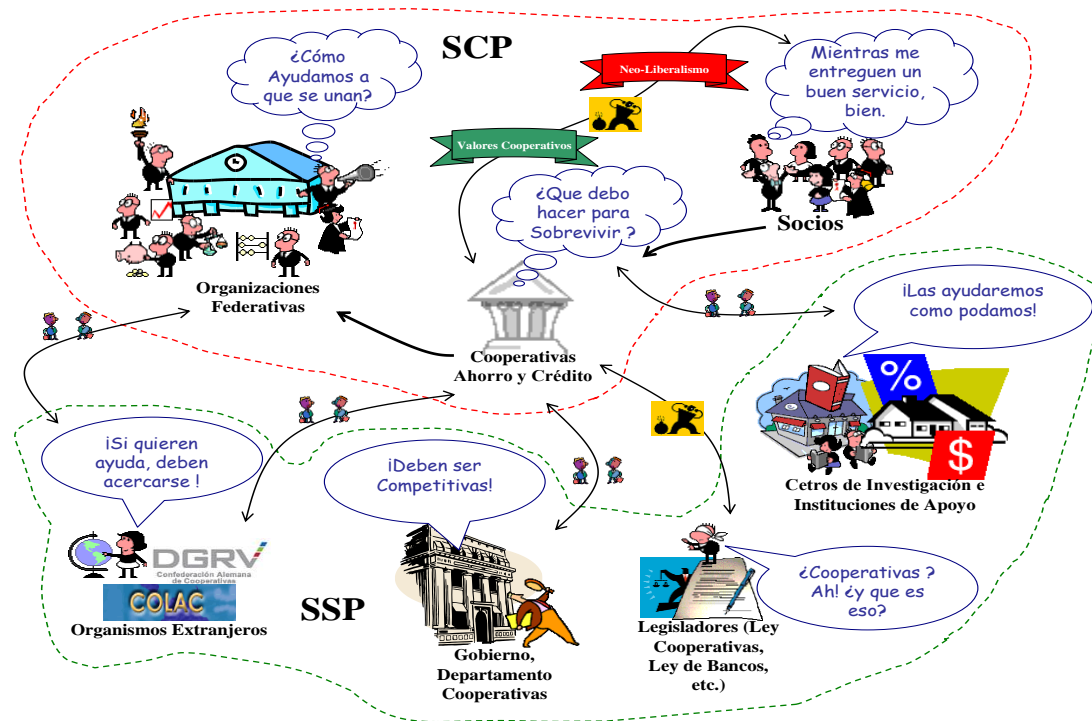 SCP
¿Cómo
Ayudamos a
que se unan?
Neo-Liberalismo
Mientras me
entreguen un
buen servicio,
bien.
Valores Cooperativos
¿Que debo
hacer para
Sobrevivir ?
Socios
Organizaciones
Federativas
Cooperativas
Ahorro y Crédito
¡Las ayudaremos
como podamos!
%
$
Cetros de Investigación e
Instituciones de Apoyo
¡Si quieren
ayuda, deben
acercarse !
¡Deben ser
Competitivas!
DGRV
Confederación Alemana
de Cooperativas
COLAC
Organismos Extranjeros
SSP
Gobierno,
Departamento
Cooperativas
¿Cooperativas ?
Ah! ¿y que es
eso?
Legisladores (Ley
Cooperativas,
Ley de Bancos,
etc.)